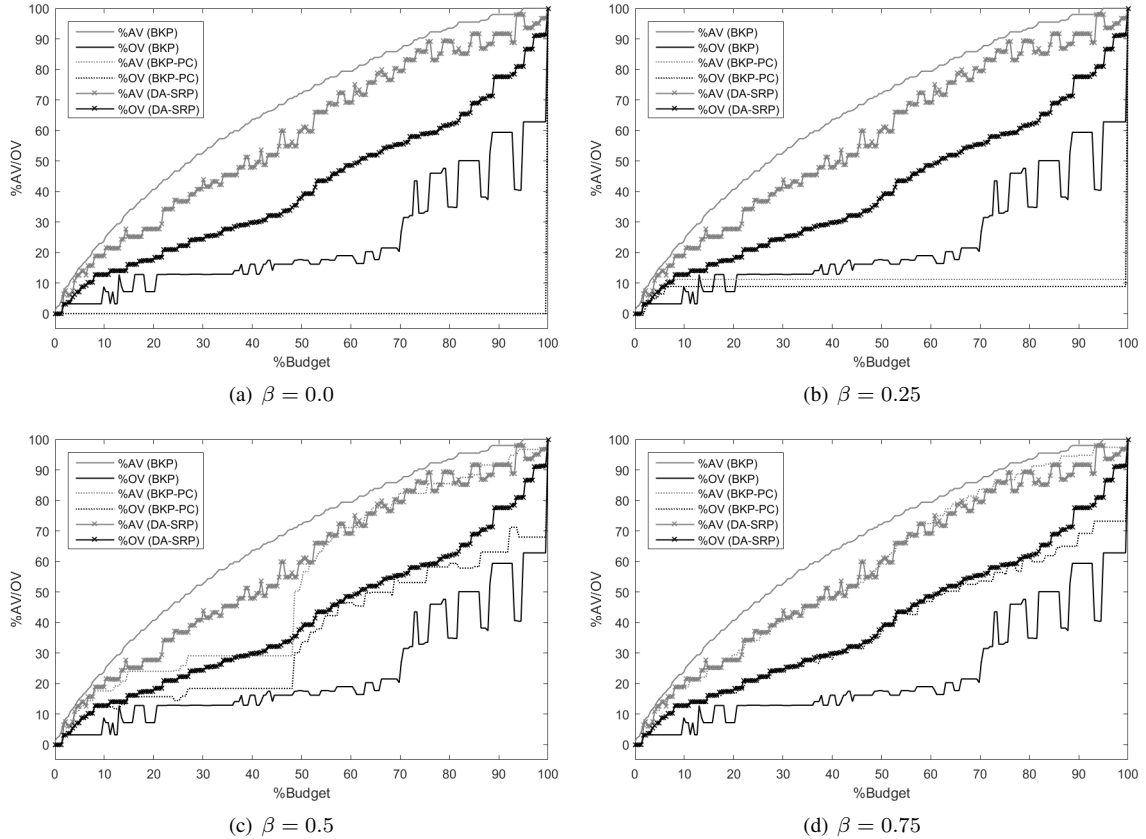 100
90
80
70
60
50
40
30
20
10
0
%AV/OV
%AV (BKP)
%OV (BKP)
%AV (BKP-PC)
%OV (BKP-PC)
%AV (DA-SRP)
%OV (DA-SRP)
0 10 20 30 40 50 60 70 80 90 100
%Budget
(a) β = 0.0
100
90
80
70
60
50
40
30
20
10
0
%AV/OV
%AV (BKP)
%OV (BKP)
%AV (BKP-PC)
%OV (BKP-PC)
%AV (DA-SRP)
%OV (DA-SRP)
0 10 20 30 40 50 60 70 80 90 100
%Budget
(b) β = 0.25
100
90
80
70
60
50
40
30
20
10
0
%AV/OV
%AV (BKP)
%OV (BKP)
%AV (BKP-PC)
%OV (BKP-PC)
%AV (DA-SRP)
%OV (DA-SRP)
0 10 20 30 40 50 60 70 80 90 100
%Budget
(c) β = 0.5
100
90
80
70
60
50
40
30
20
10
0
%AV/OV
%AV (BKP)
%OV (BKP)
%AV (BKP-PC)
%OV (BKP-PC)
%AV (DA-SRP)
%OV (DA-SRP)
0 10 20 30 40 50 60 70 80 90 100
%Budget
(d) β = 0.75